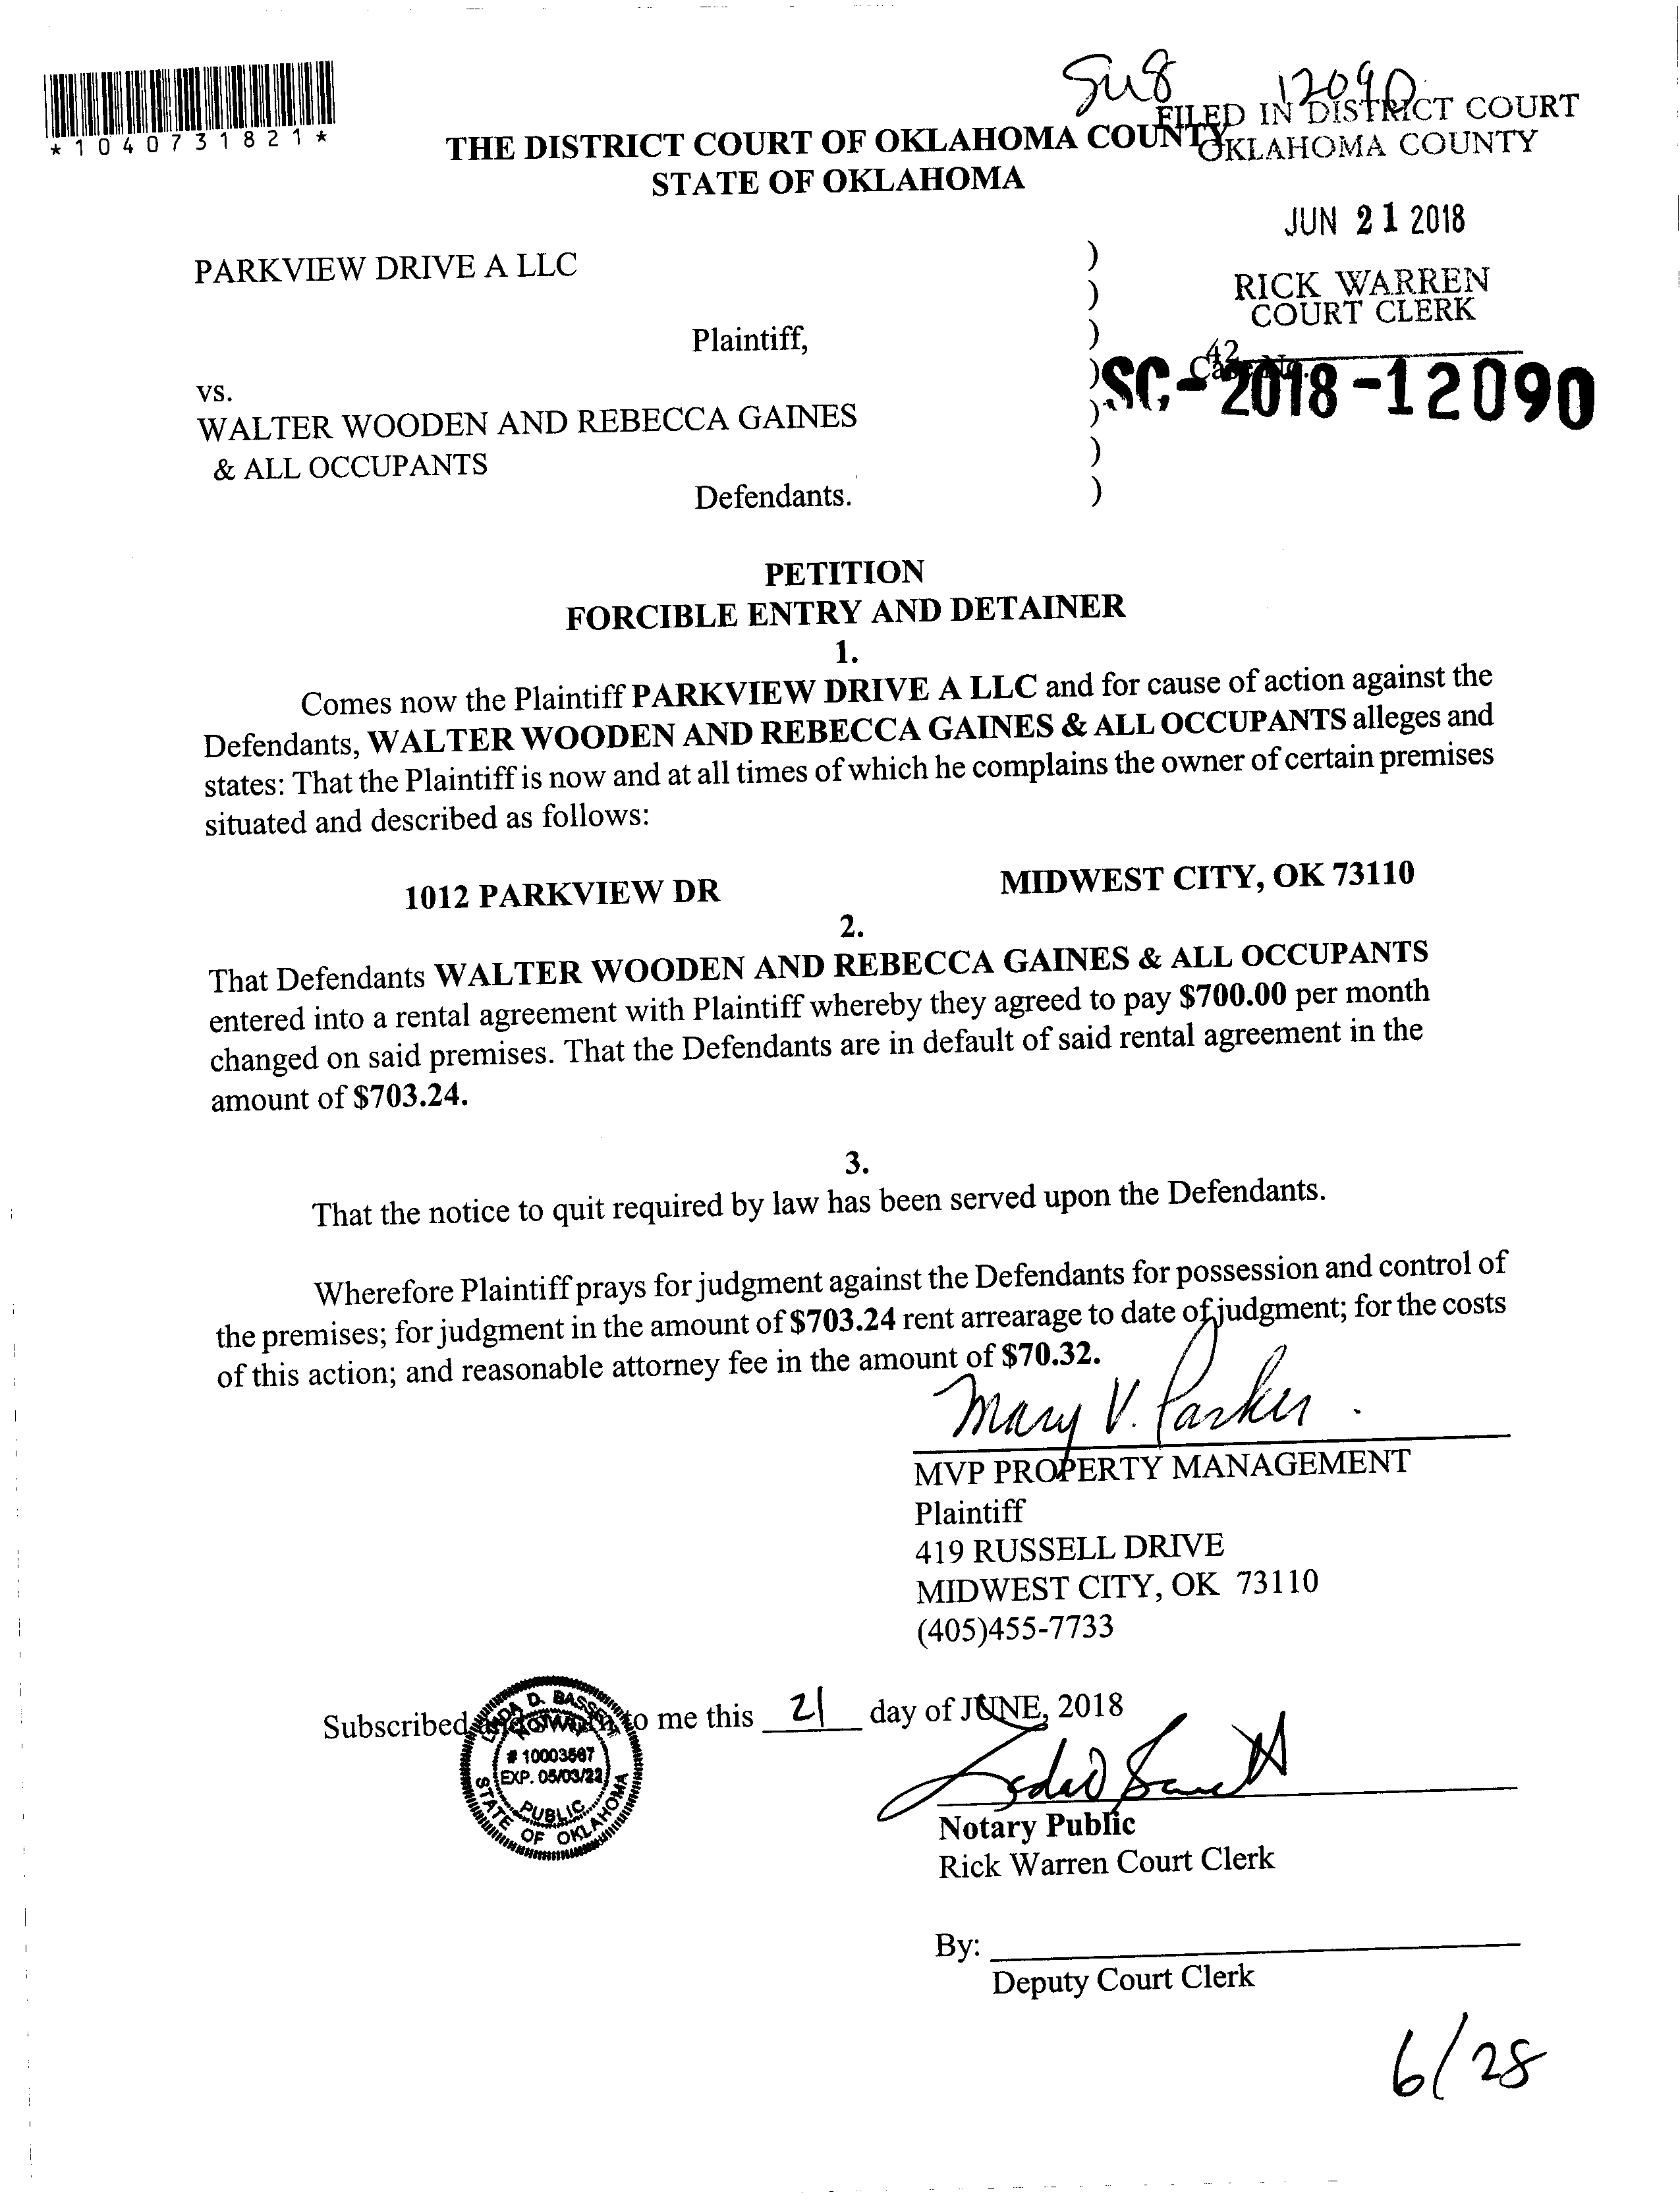 Su8 12090
*1040731821*
FILED IN DISTRICT COURT
THE DISTRICT COURT OF OKLAHOMA COUNTY
OKLAHOMA COUNTY
STATE OF OKLAHOMA
JUN 21 2018
PARKVIEW DRIVE A LLC )
) RICK WARREN
COURT CLERK
Plaintiff, )
42
) Case No.
SC-2018-12090
vs.
WALTER WOODEN AND REBECCA GAINES )
& ALL OCCUPANTS )
Defendants. )
PETITION
FORCIBLE ENTRY AND DETAINER
1.
Comes now the Plaintiff PARKVIEW DRIVE A LLC and for cause of action against the
Defendants, WALTER WOODEN AND REBECCA GAINES & ALL OCCUPANTS alleges and
states: That the Plaintiff is now and at all times of which he complains the owner of certain premises
situated and described as follows:
1012 PARKVIEW DR MIDWEST CITY, OK 73110
2.
That Defendants WALTER WOODEN AND REBECCA GAINES & ALL OCCUPANTS
entered into a rental agreement with Plaintiff whereby they agreed to pay $700.00 per month
changed on said premises. That the Defendants are in default of said rental agreement in the
amount of $703.24.
3.
That the notice to quit required by law has been served upon the Defendants.
Wherefore Plaintiff prays for judgment against the Defendants for possession and control of
the premises; for judgment in the amount of $703.24 rent arrearage to date of judgment; for the costs
of this action; and reasonable attorney fee in the amount of $70.32.
Mary V. Parker
MVP PROPERTY MANAGEMENT
Plaintiff
419 RUSSELL DRIVE
MIDWEST CITY, OK 73110
(405)455-7733
Subscribed and sworn to me this 21 day of JUNE, 2018
LINDA D. BASSETT
NOTARY
# 10003567
EXP. 05/03/22
PUBLIC
STATE OF OKLAHOMA
Notary Public
Rick Warren Court Clerk
By:
Deputy Court Clerk
6/28